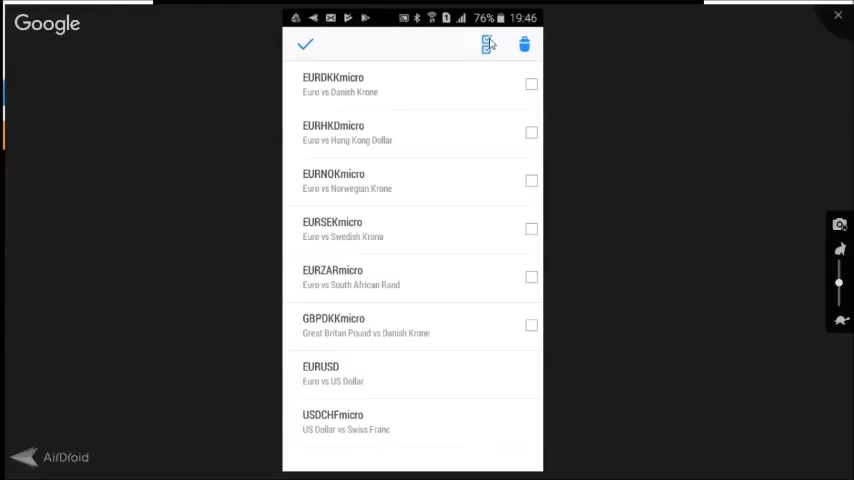 Google
76% 19:46
EURDKKmicro
Euro vs Danish Krone
EURHKDmicro
Euro vs Hong Kong Dollar
EURNOKmicro
Euro vs Norwegian Krone
EURSEKmicro
Euro vs Swedish Krona
EURZARmicro
Euro vs South African Rand
GBPDKKmicro
Great Britan Pound vs Danish Krone
EURUSD
Euro vs US Dollar
USDCHFmicro
US Dollar vs Swiss Franc
AirDroid